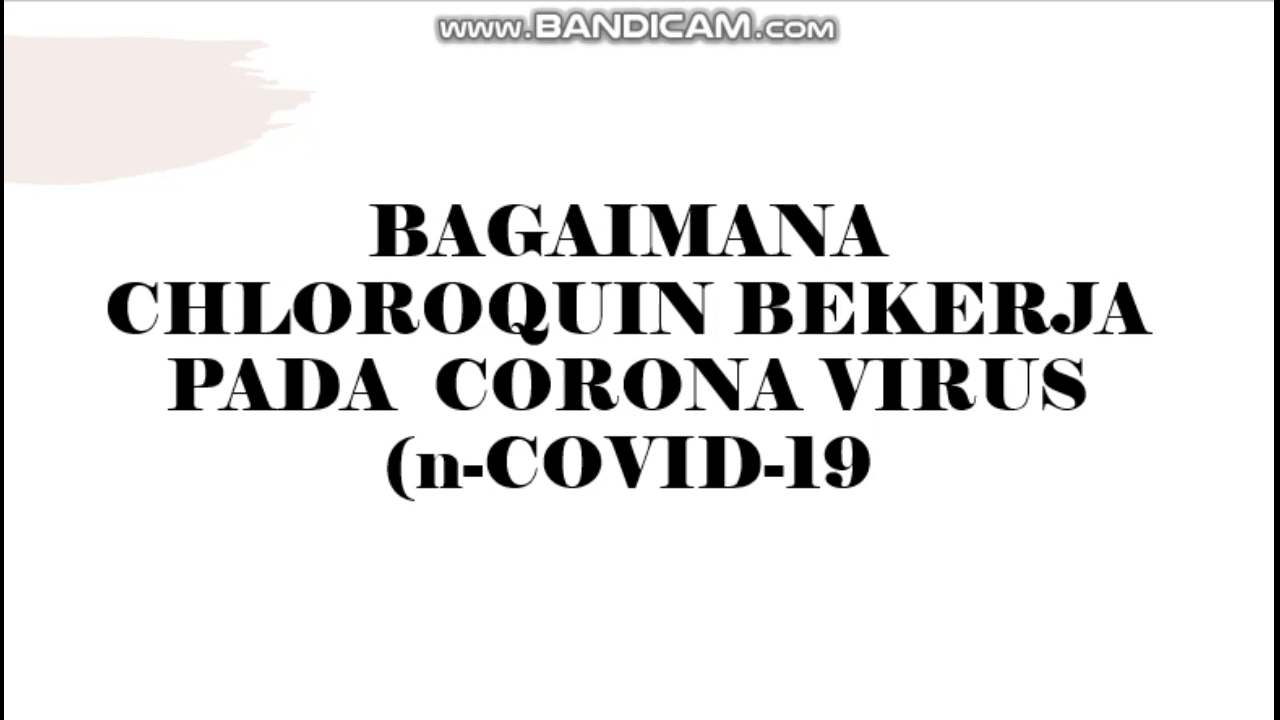 www.BANDICAM.com
BAGAIMANA
CHLOROQUIN BEKERJA
PADA CORONA VIRUS
(n-COVID-19